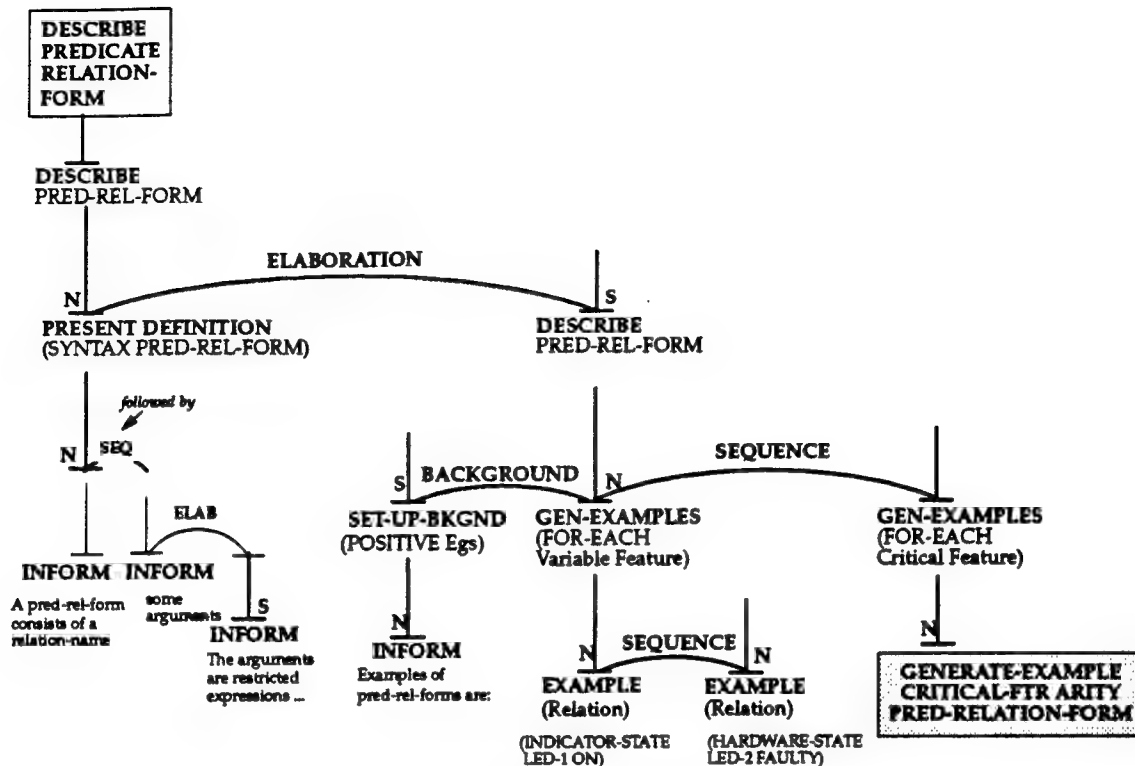 DESCRIBE
PREDICATE
RELATION-
FORM
DESCRIBE
PRED-REL-FORM
ELABORATION
N
S
PRESENT DEFINITION
(SYNTAX PRED-REL-FORM)
DESCRIBE
PRED-REL-FORM
followed by
N
SEQ
BACKGROUND
SEQUENCE
S
N
ELAB
SET-UP-BKGND
(POSITIVE Egs)
GEN-EXAMPLES
(FOR-EACH
Variable Feature)
GEN-EXAMPLES
(FOR-EACH
Critical Feature)
INFORM
A pred-rel-form
consists of a
relation-name
INFORM
some
arguments
S
INFORM
The arguments
are restricted
expressions ...
N
INFORM
Examples of
pred-rel-forms are:
N
SEQUENCE
N
EXAMPLE
(Relation)
(INDICATOR-STATE
LED-1 ON)
EXAMPLE
(Relation)
(HARDWARE-STATE
LED-2 FAULTY)
N
GENERATE-EXAMPLE
CRITICAL-FTR ARITY
PRED-RELATION-FORM